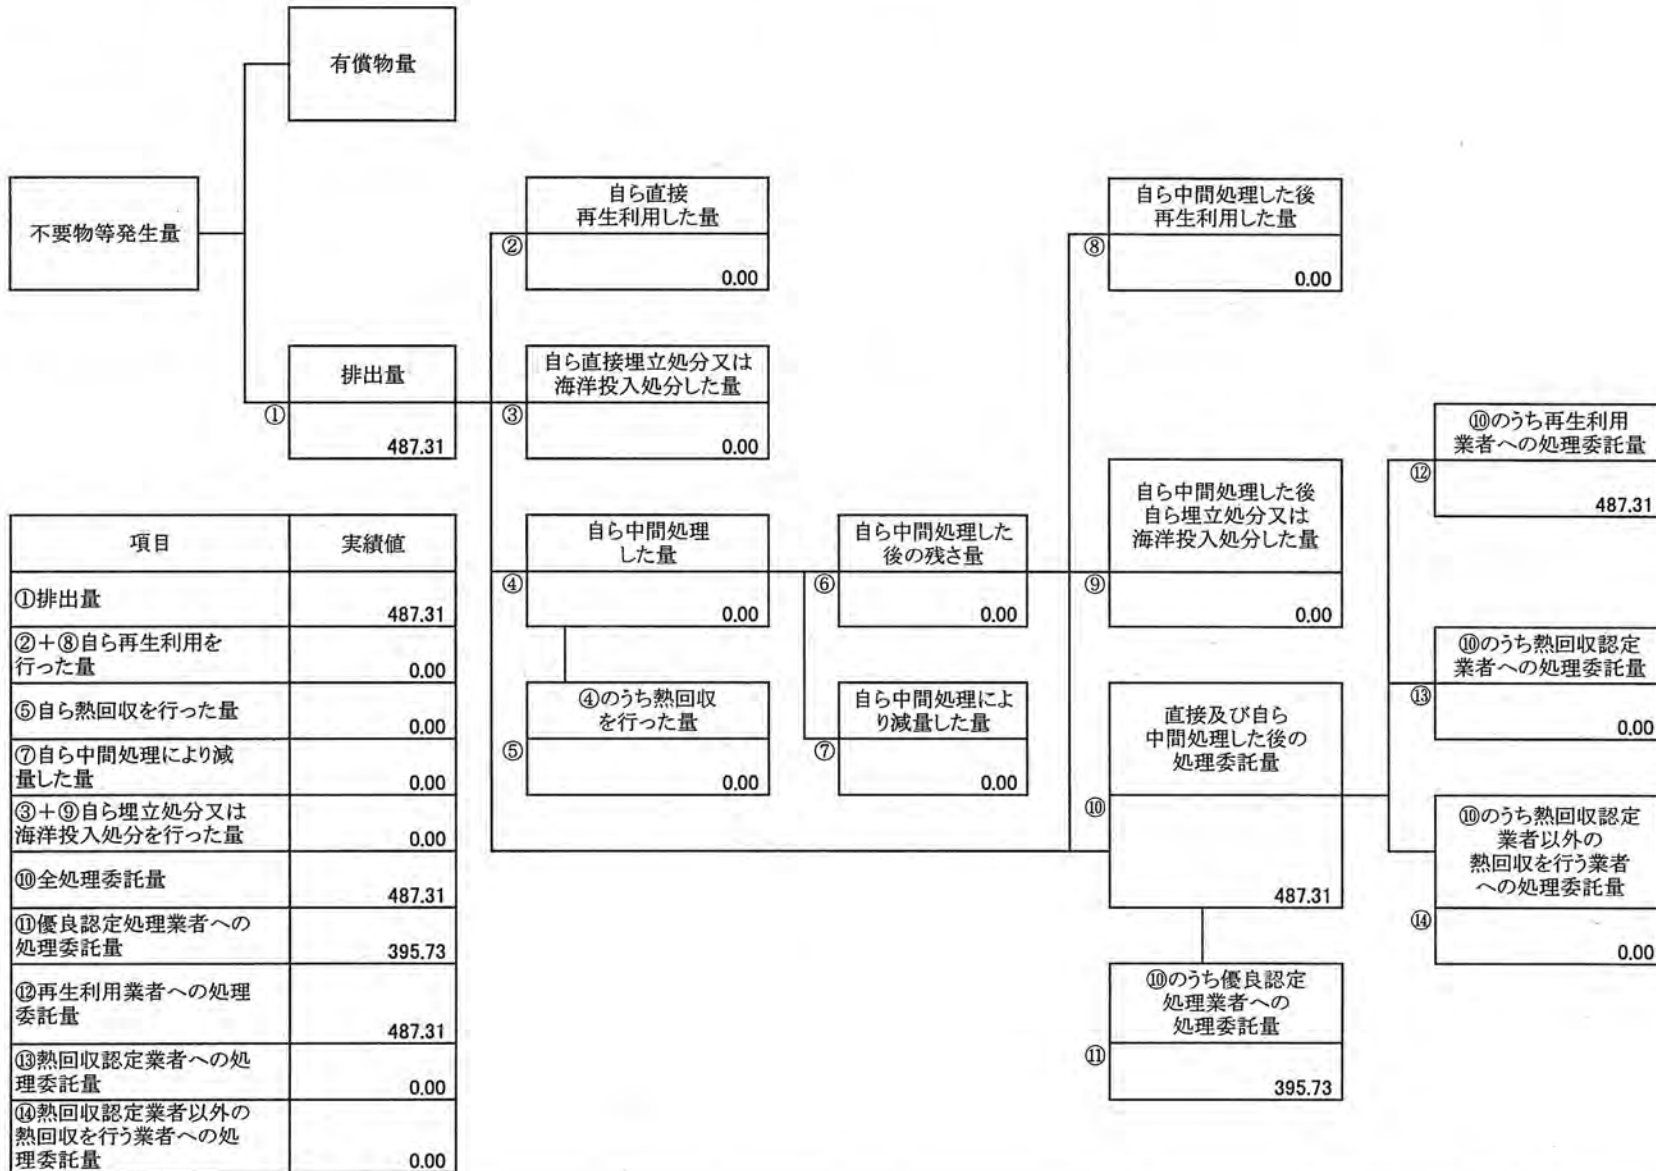 有償物量
不要物等発生量
自ら直接
再生利用した量
②
0.00
自ら中間処理した後
再生利用した量
⑧
0.00
排出量
①
487.31
自ら直接埋立処分又は
海洋投入処分した量
③
0.00
⑩のうち再生利用
業者への処理委託量
⑫
487.31
自ら中間処理
した量
④
0.00
自ら中間処理した
後の残さ量
⑥
0.00
自ら中間処理した後
自ら埋立処分又は
海洋投入処分した量
⑨
0.00
⑩のうち熱回収認定
業者への処理委託量
⑬
0.00
④のうち熱回収
を行った量
⑤
0.00
自ら中間処理によ
り減量した量
⑦
0.00
直接及び自ら
中間処理した後の
処理委託量
⑩
487.31
⑩のうち熱回収認定
業者以外の
熱回収を行う業者
への処理委託量
⑭
0.00
⑩のうち優良認定
処理業者への
処理委託量
⑪
395.73
項目 実績値
①排出量
487.31
②+⑧自ら再生利用を
行った量 0.00
⑤自ら熱回収を行った量
0.00
⑦自ら中間処理により減
量した量 0.00
③+⑨自ら埋立処分又は
海洋投入処分を行った量 0.00
⑩全処理委託量
487.31
⑪優良認定処理業者への
処理委託量 395.73
⑫再生利用業者への処理
委託量
487.31
⑬熱回収認定業者への処
理委託量 0.00
⑭熱回収認定業者以外の
熱回収を行う業者への処
理委託量 0.00